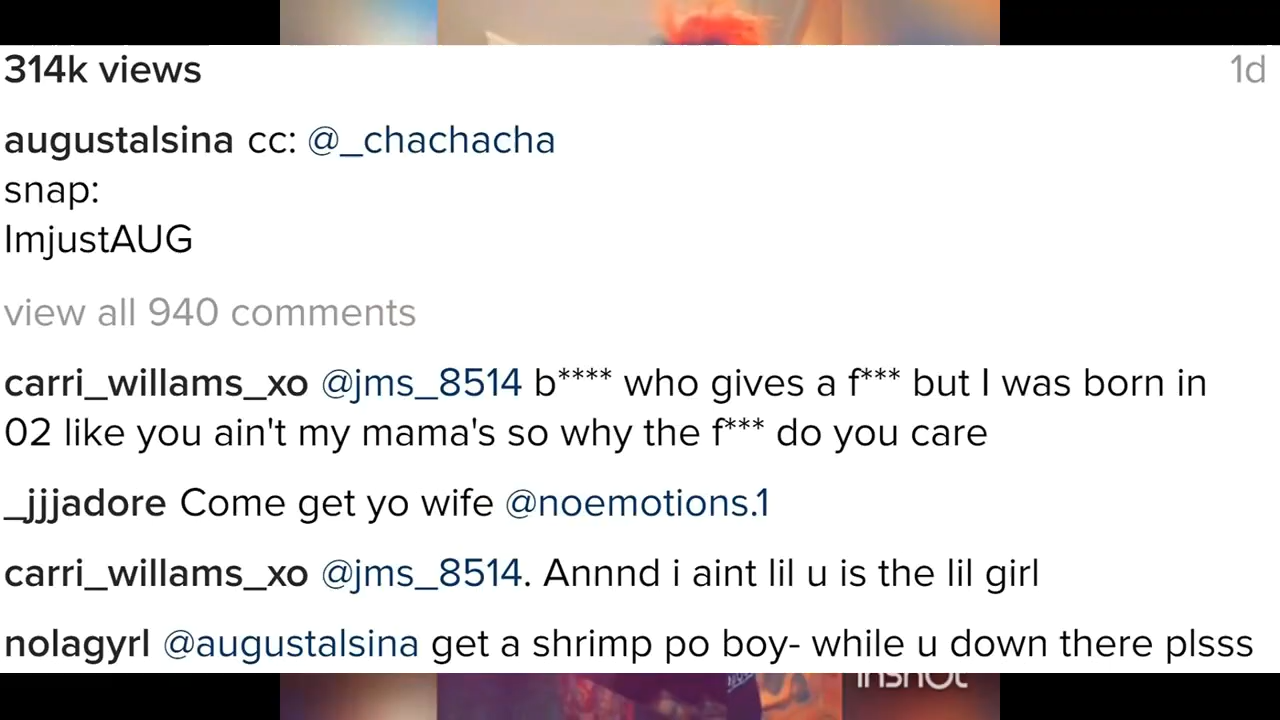 314k views
1d
augustalsina cc: @_chachacha
snap:
ImjustAUG
view all 940 comments
carri_willams_xo @jms_8514 b**** who gives a f*** but I was born in
02 like you ain't my mama's so why the f*** do you care
_jjjadore Come get yo wife @noemotions.1
carri_willams_xo @jms_8514. Annnd i aint lil u is the lil girl
nolagyrl @augustalsina get a shrimp po boy- while u down there plsss
InShOt